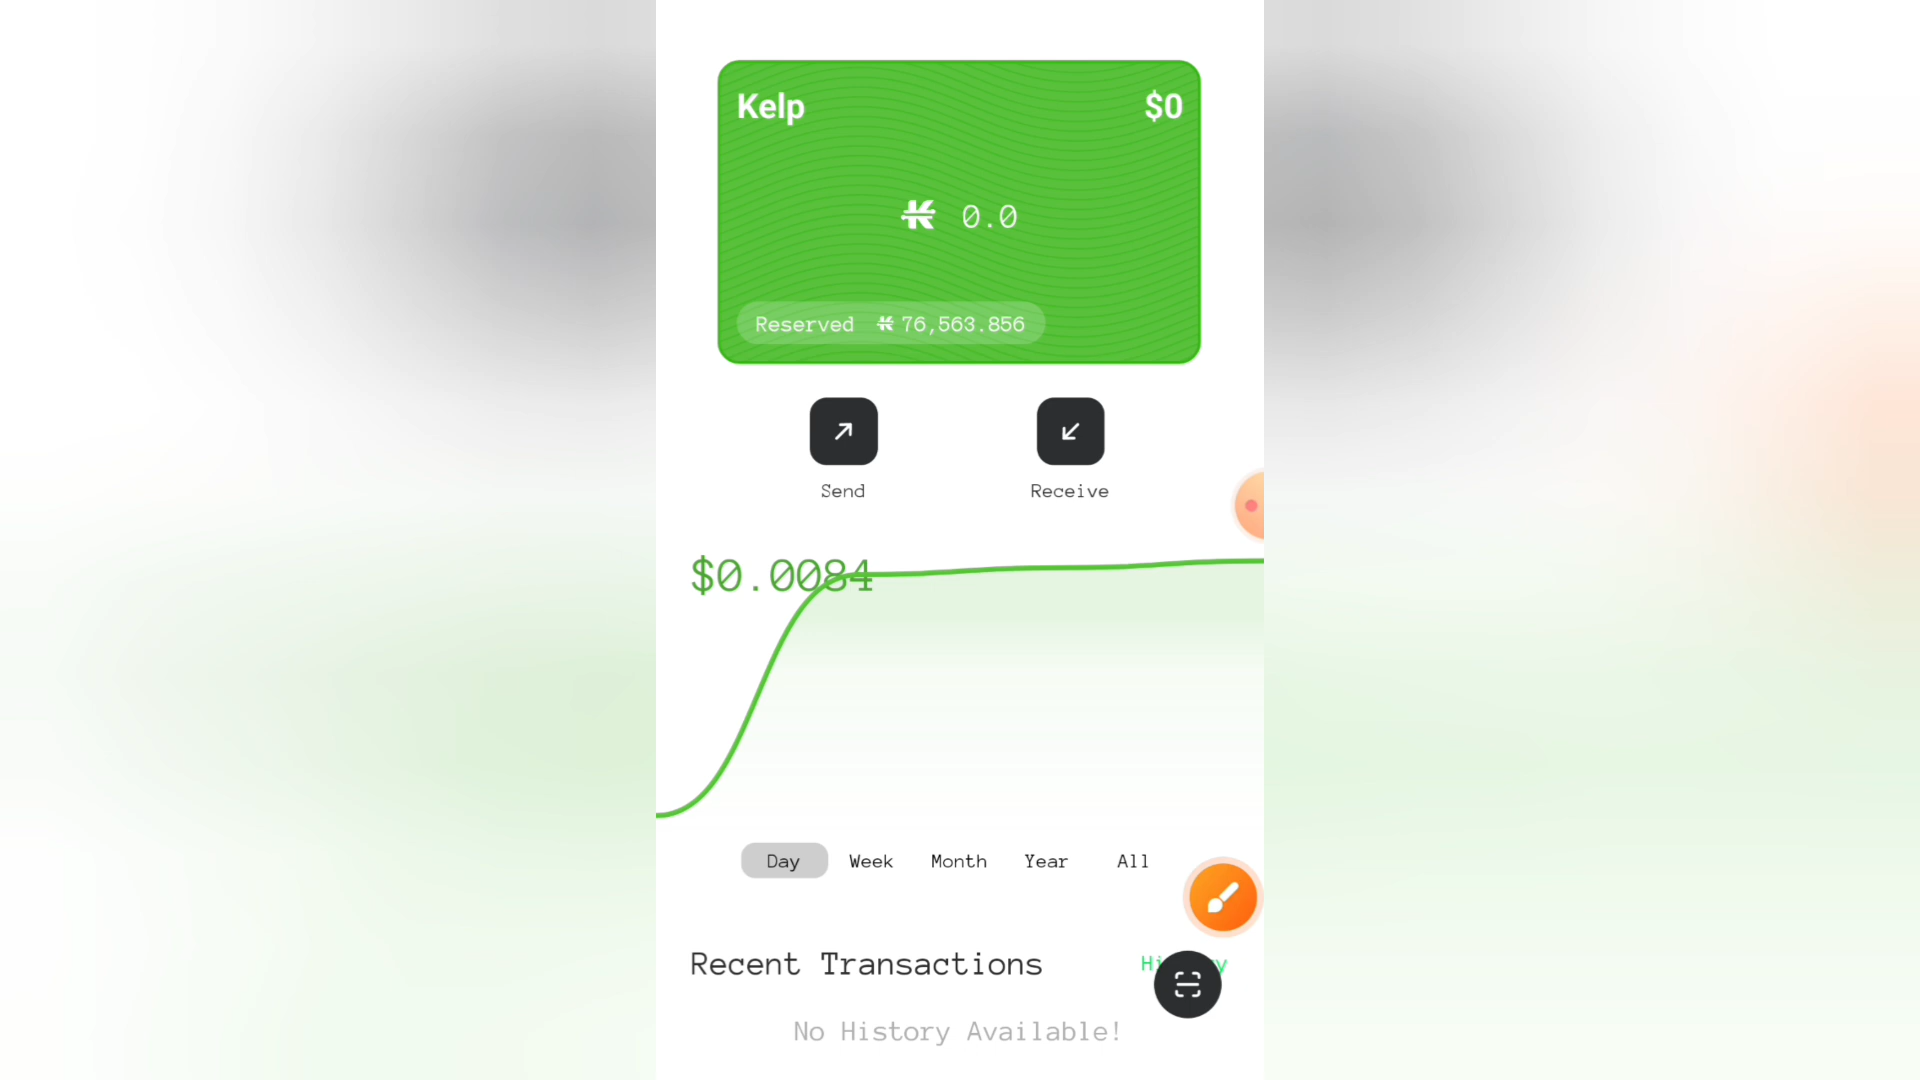 Kelp $0
0.0
Reserved 76,563.856
Send Receive
$0.0084
Day Week Month Year All
Recent Transactions
No History Available!